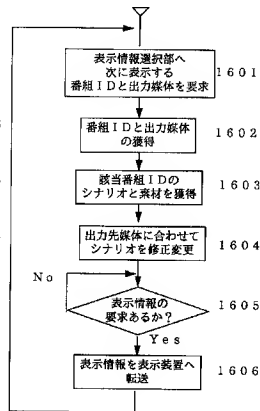 表示情報選択部へ
次に表示する
番組IDと出力媒体を要求
1601
番組IDと出力媒体
の獲得
1602
該当番組IDの
シナリオと素材を獲得
1603
出力先媒体に合わせて
シナリオを修正変更
1604
No
表示情報の
要求あるか?
1605
Yes
表示情報を表示装置へ
転送
1606